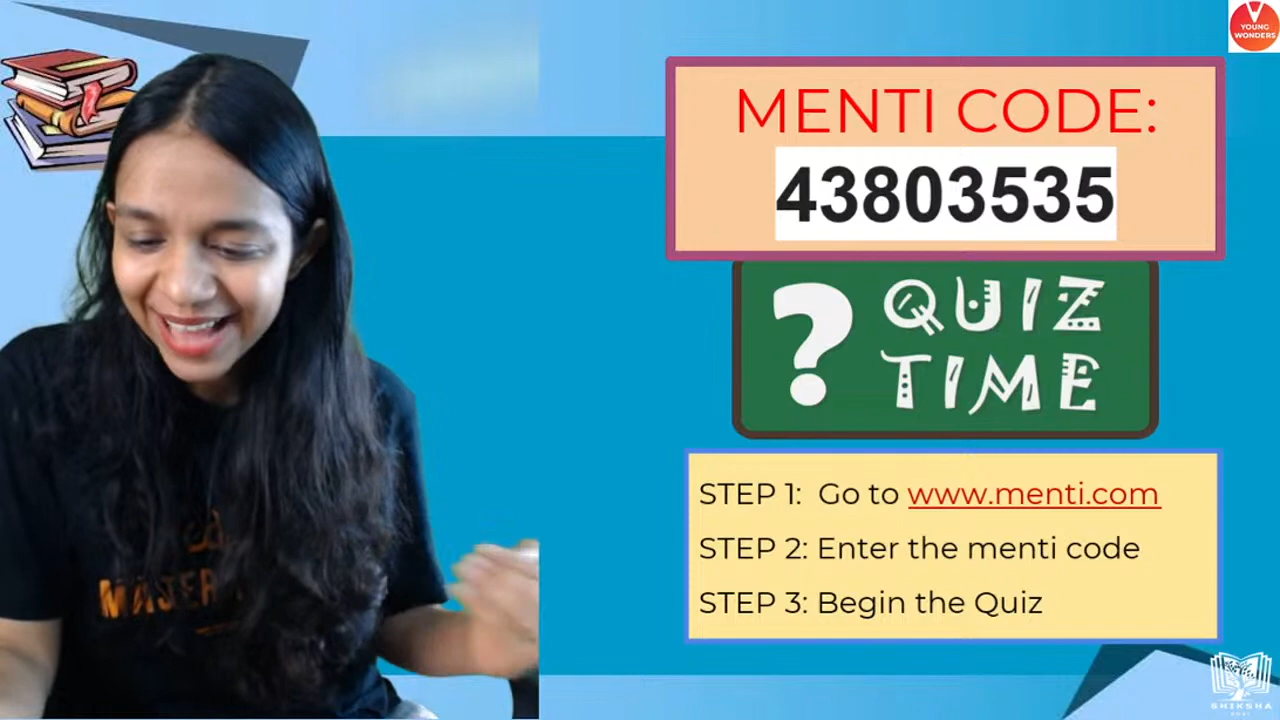 YOUNG
WONDERS
MENTI CODE:
43803535
? QUIZ
TIME
STEP 1: Go to www.menti.com
STEP 2: Enter the menti code
STEP 3: Begin the Quiz
SHIKSHA